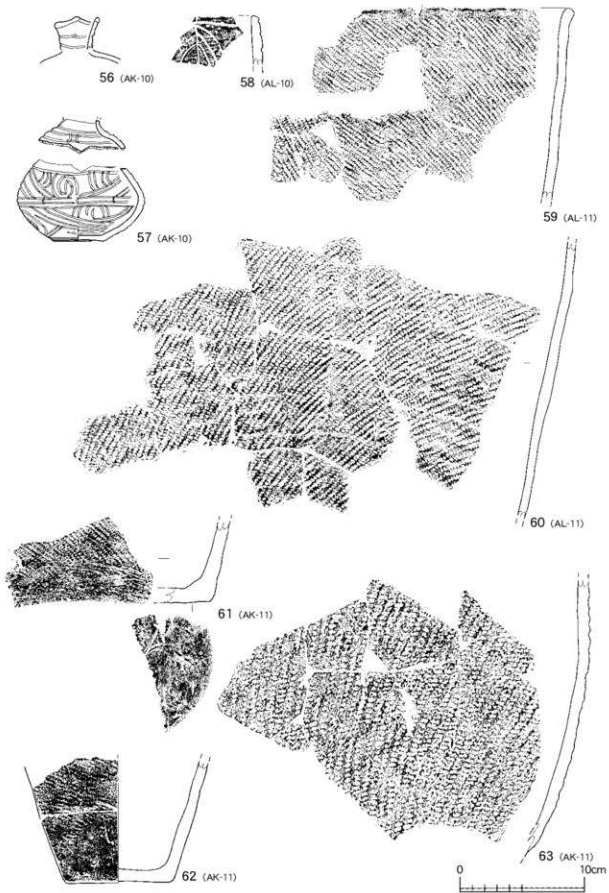 56 (AK-10)
58 (AL-10)
59 (AL-11)
57 (AK-10)
60 (AL-11)
61 (AK-11)
62 (AK-11)
63 (AK-11)
0 10cm